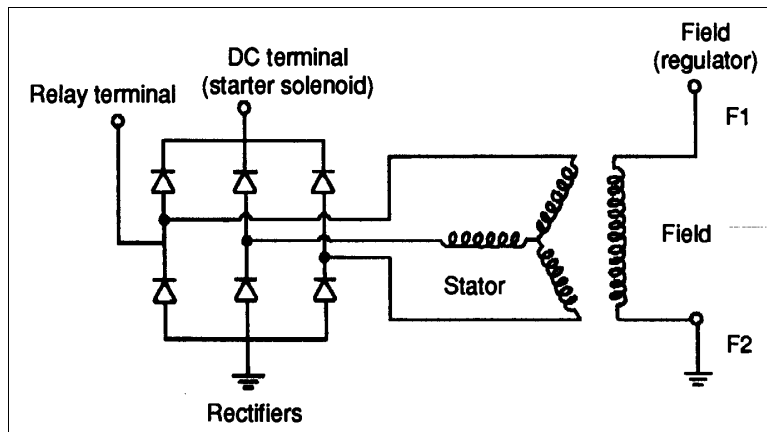 DC terminal
(starter solenoid)
Relay terminal
Field
(regulator)
F1
Field
Stator
F2
Rectifiers